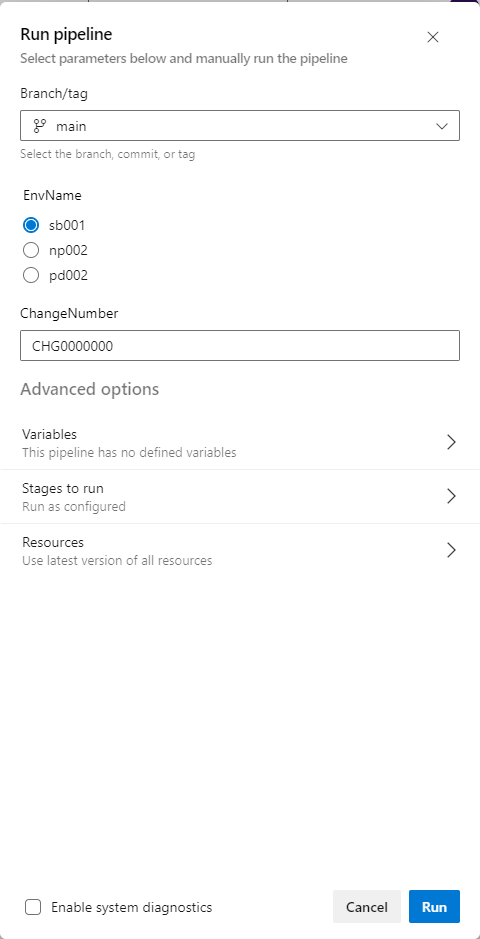 Run pipeline
Select parameters below and manually run the pipeline
Branch/tag
main
Select the branch, commit, or tag
EnvName
sb001
np002
pd002
ChangeNumber
CHG0000000
Advanced options
Variables
This pipeline has no defined variables
Stages to run
Run as configured
Resources
Use latest version of all resources
Enable system diagnostics
Cancel
Run